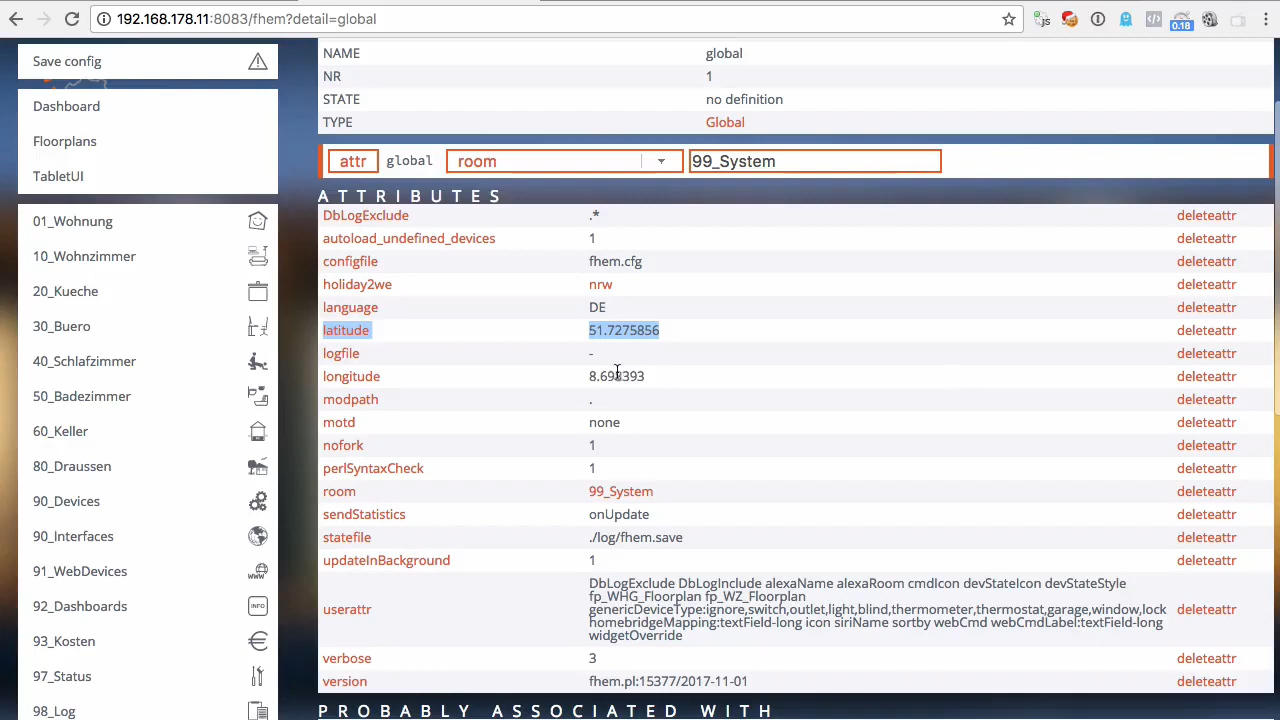 192.168.178.11:8083/fhem?detail=global
JS
0.18
Save config
Dashboard
Floorplans
TabletUI
01_Wohnung
10_Wohnzimmer
20_Kueche
30_Buero
40_Schlafzimmer
50_Badezimmer
60_Keller
80_Draussen
90_Devices
90_Interfaces
91_WebDevices
WWW
92_Dashboards
INFO
93_Kosten
97_Status
98_Log
NAME global
NR 1
STATE no definition
TYPE Global
attr global room 99_System
ATTRIBUTES
DbLogExclude .* deleteattr
autoload_undefined_devices 1 deleteattr
configfile fhem.cfg deleteattr
holiday2we nrw deleteattr
language DE deleteattr
latitude 51.7275856 deleteattr
logfile - deleteattr
longitude 8.698393 deleteattr
modpath . deleteattr
motd none deleteattr
nofork 1 deleteattr
perlSyntaxCheck 1 deleteattr
room 99_System deleteattr
sendStatistics onUpdate deleteattr
statefile ./log/fhem.save deleteattr
updateInBackground 1 deleteattr
DbLogExclude DbLogInclude alexaName alexaRoom cmdIcon devStateIcon devStateStyle
fp_WHG_Floorplan fp_WZ_Floorplan
userattr genericDeviceType:ignore,switch,outlet,light,blind,thermometer,thermostat,garage,window,lock deleteattr
homebridgeMapping:textField-long icon siriName sortby webCmd webCmdLabel:textField-long
widgetOverride
verbose 3 deleteattr
version fhem.pl:15377/2017-11-01 deleteattr
PROBABLY ASSOCIATED WITH